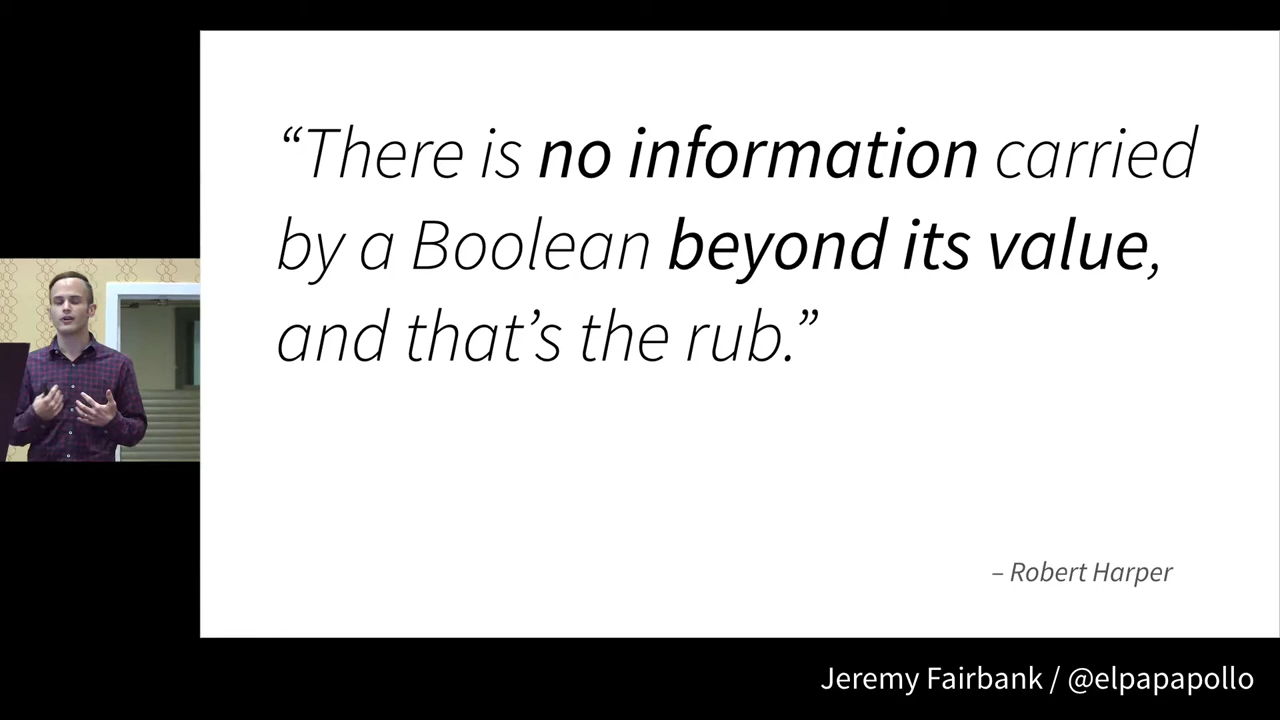 “There is no information carried
by a Boolean beyond its value,
and that’s the rub.”
– Robert Harper
Jeremy Fairbank / @elpapapollo